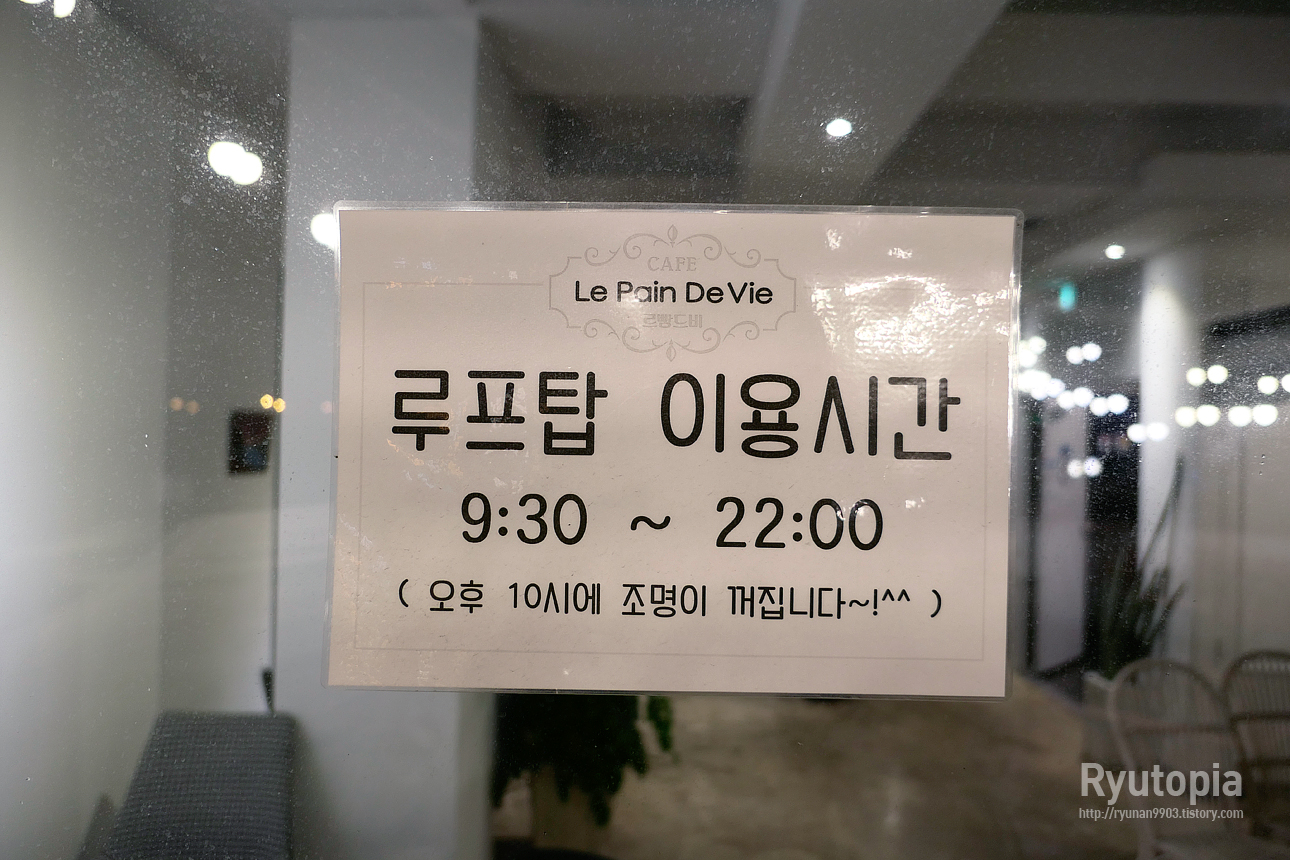 CAFE
Le Pain De Vie
르빵드비
루프탑 이용시간
9:30 ~ 22:00
( 오후 10시에 조명이 꺼집니다~!^^ )
Ryutopia
http://ryunan9903.tistory.com